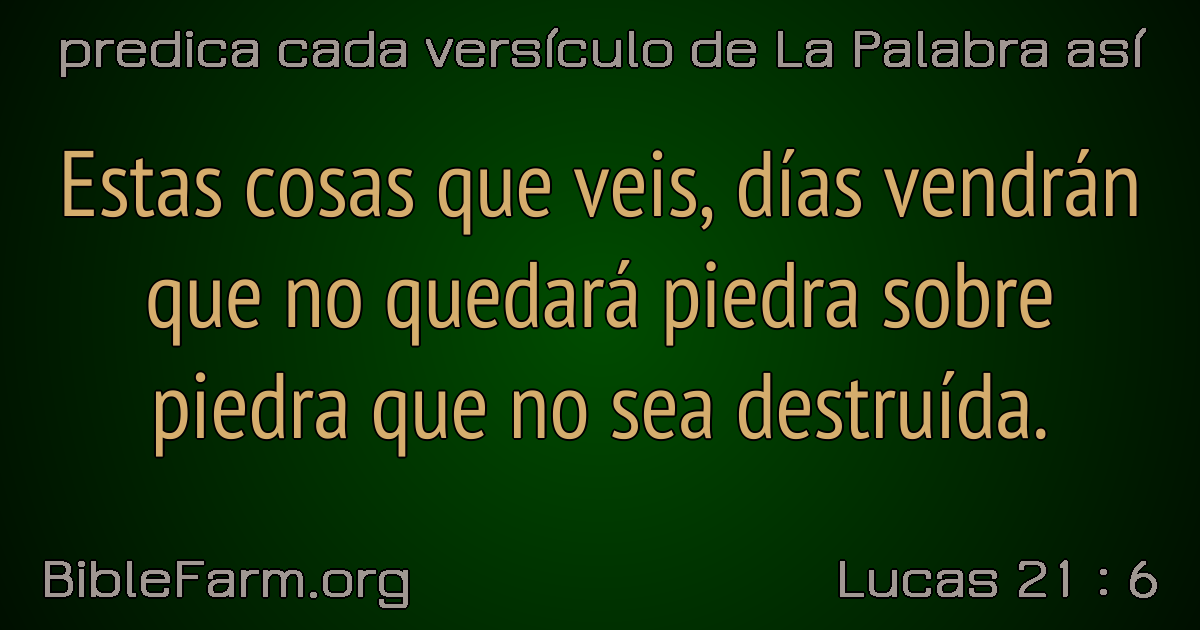 predica cada versículo de La Palabra así
Estas cosas que veis, días vendrán
que no quedará piedra sobre
piedra que no sea destruída.
BibleFarm.org
Lucas 21 : 6